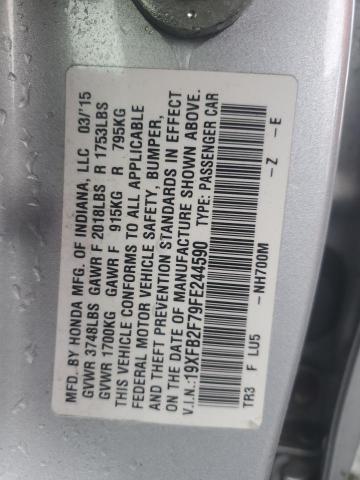 MFD. BY HONDA MFG. OF INDIANA, LLC 03/'15
GVWR 3748LBS GAWR F 2018LBS R 1753LBS
GVWR 1700KG GAWR F 915KG R 795KG
THIS VEHICLE CONFORMS TO ALL APPLICABLE
FEDERAL MOTOR VEHICLE SAFETY, BUMPER,
AND THEFT PREVENTION STANDARDS IN EFFECT
ON THE DATE OF MANUFACTURE SHOWN ABOVE.
V.I.N.: 19XFB2F79FE244590 TYPE: PASSENGER CAR
-NH700M -Z -E
TR3 F LU5